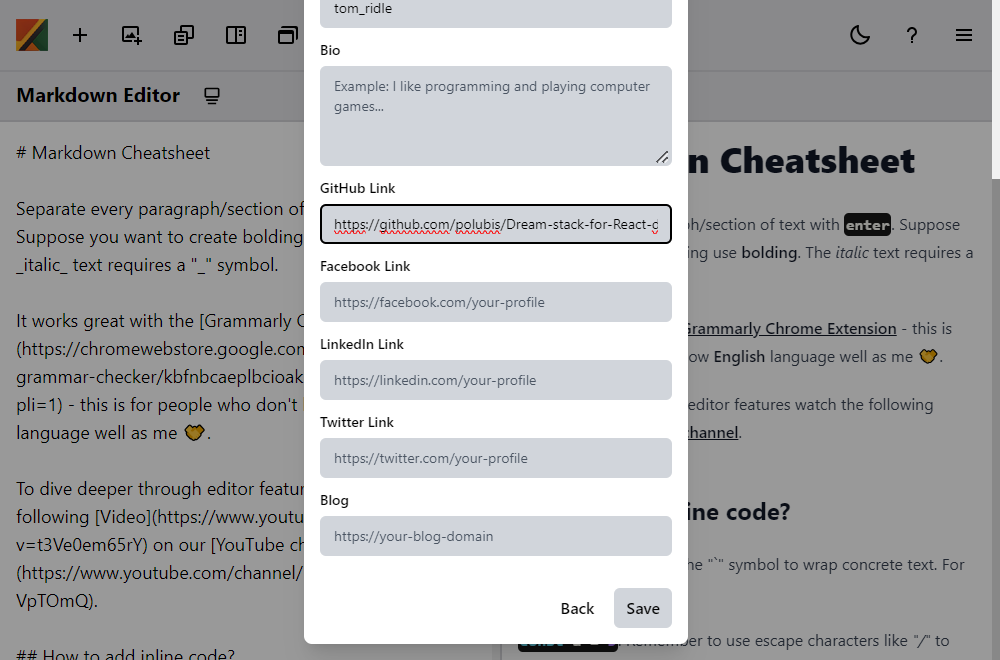 tom_ridle
Bio
Example: I like programming and playing computer
games...
GitHub Link
https://github.com/polubis/Dream-stack-for-React-
Facebook Link
https://facebook.com/your-profile
LinkedIn Link
https://linkedin.com/your-profile
Twitter Link
https://twitter.com/your-profile
Blog
https://your-blog-domain
Back
Save
?
Markdown Editor
# Markdown Cheatsheet
Separate every paragraph/section of
Suppose you want to create bolding
_italic_ text requires a "_" symbol.
It works great with the [Grammarly
(https://chromewebstore.google.com
grammar-checker/kbfnbcaeplbcioak
pli=1) - this is for people who don't
language well as me 🤝.
To dive deeper through editor featur
following [Video](https://www.youtu
v=t3Ve0em65rY) on our [YouTube ch
(https://www.youtube.com/channel/
VpTOmQ).
## How to add inline code?
n Cheatsheet
ph/section of text with enter. Suppose
ing use bolding. The italic text requires a
Grammarly Chrome Extension - this is
ow English language well as me 🤝.
editor features watch the following
channel.
ine code?
he "`" symbol to wrap concrete text. For
Remember to use escape characters like "/" to